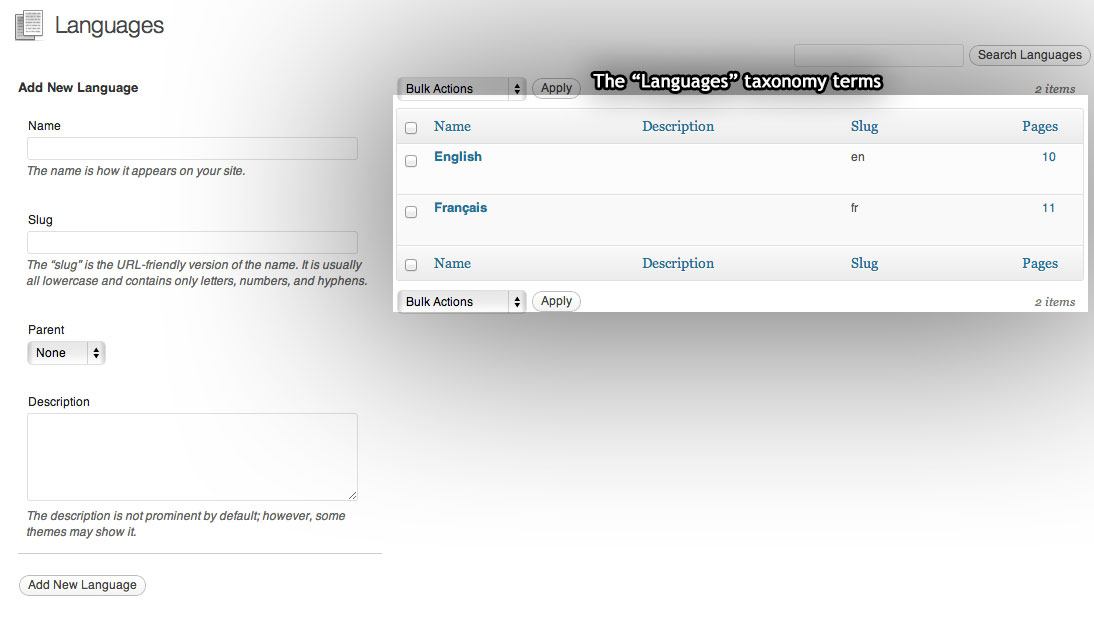 Languages
Search Languages
Add New Language
Bulk Actions Apply The “Languages” taxonomy terms 2 items
Name
The name is how it appears on your site.
Slug
The “slug” is the URL-friendly version of the name. It is usually
all lowercase and contains only letters, numbers, and hyphens.
Parent
None
Description
The description is not prominent by default; however, some
themes may show it.
Add New Language
Name Description Slug Pages
English en 10
Français fr 11
Name Description Slug Pages
Bulk Actions Apply 2 items